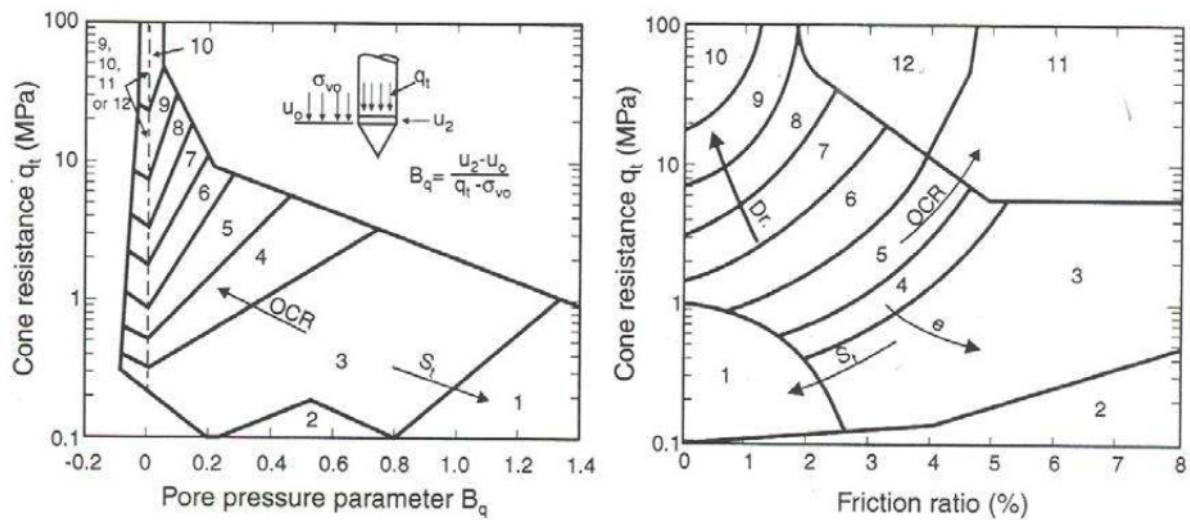 100
10
1
0.1
Cone resistance qt (MPa)
-0.2 0 0.2 0.4 0.6 0.8 1.0 1.2 1.4
Pore pressure parameter Bq
9,
10,
11
or 12
10
9
8
7
6
5
4
3
2
1
OCR
St
σvo
qt
uo
u2
Bq = u2-uo / qt - σvo
100
10
1
0.1
Cone resistance qt (MPa)
0 1 2 3 4 5 6 7 8
Friction ratio (%)
10
9
8
7
6
5
4
3
2
1
12
11
Dr.
OCR
e
St